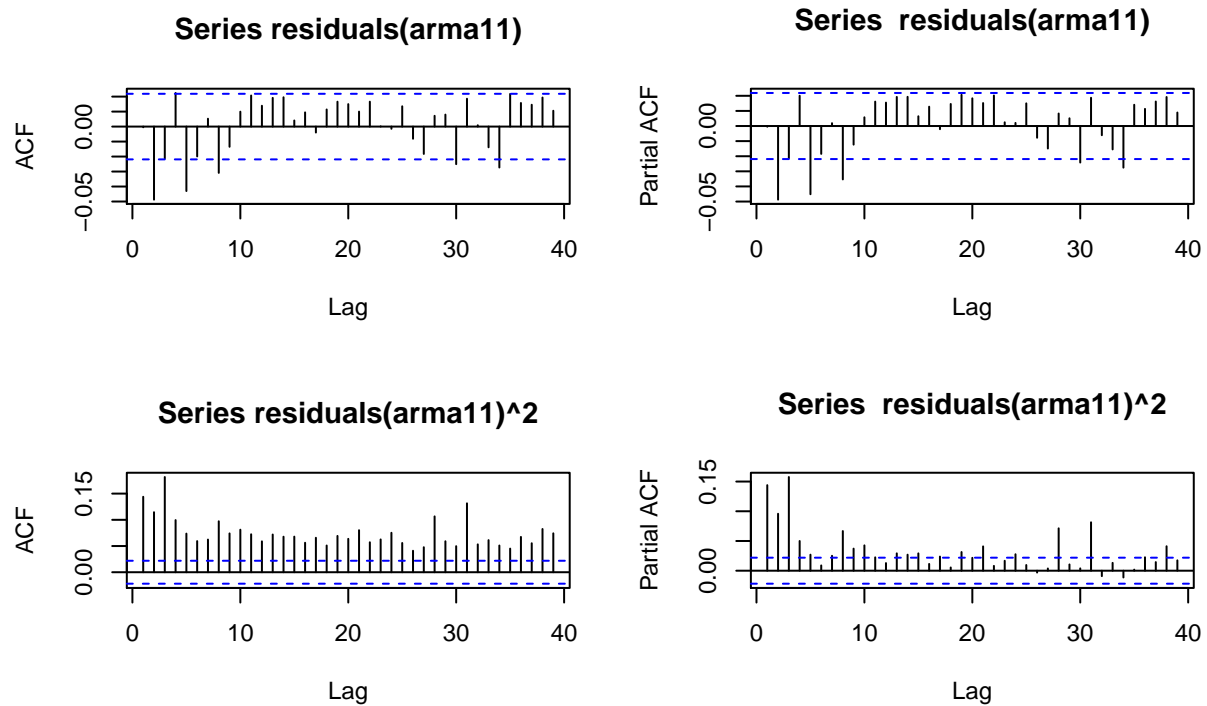 Series residuals(arma11)
ACF
0.00
−0.05
0
10
20
30
40
Lag
Series  residuals(arma11)
Partial ACF
0.00
−0.05
0
10
20
30
40
Lag
Series residuals(arma11)^2
ACF
0.15
0.00
0
10
20
30
40
Lag
Series  residuals(arma11)^2
Partial ACF
0.15
0.00
0
10
20
30
40
Lag